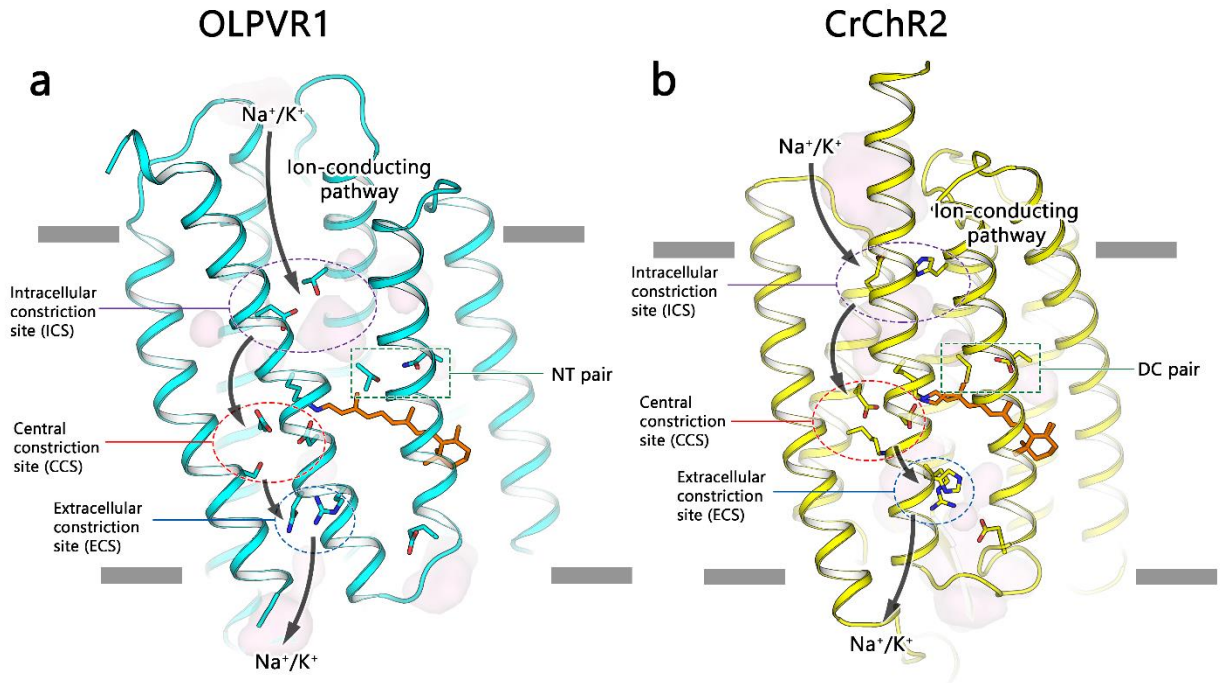 OLPVR1
CrChR2
a
Na⁺/K⁺
Ion-conducting
pathway
Intracellular
constriction
site (ICS)
NT pair
Central
constriction
site (CCS)
Extracellular
constriction
site (ECS)
Na⁺/K⁺
b
Na⁺/K⁺
Ion-conducting
pathway
Intracellular
constriction
site (ICS)
DC pair
Central
constriction
site (CCS)
Extracellular
constriction
site (ECS)
Na⁺/K⁺